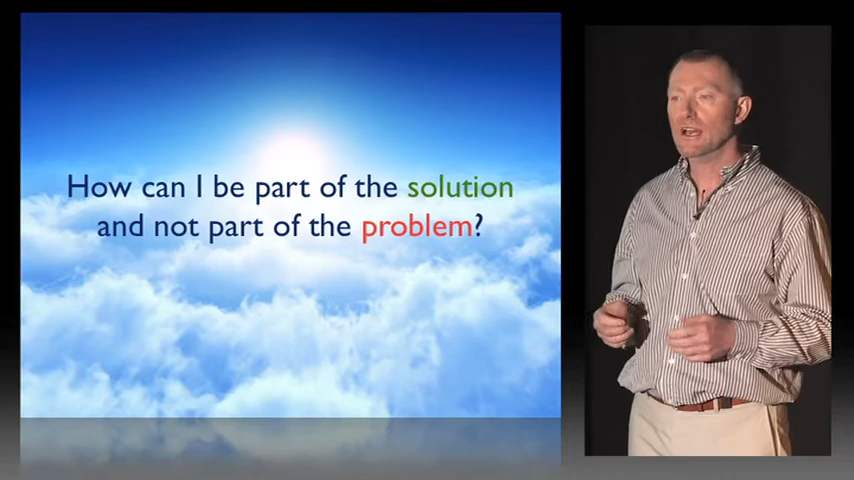 How can I be part of the solution
and not part of the problem?